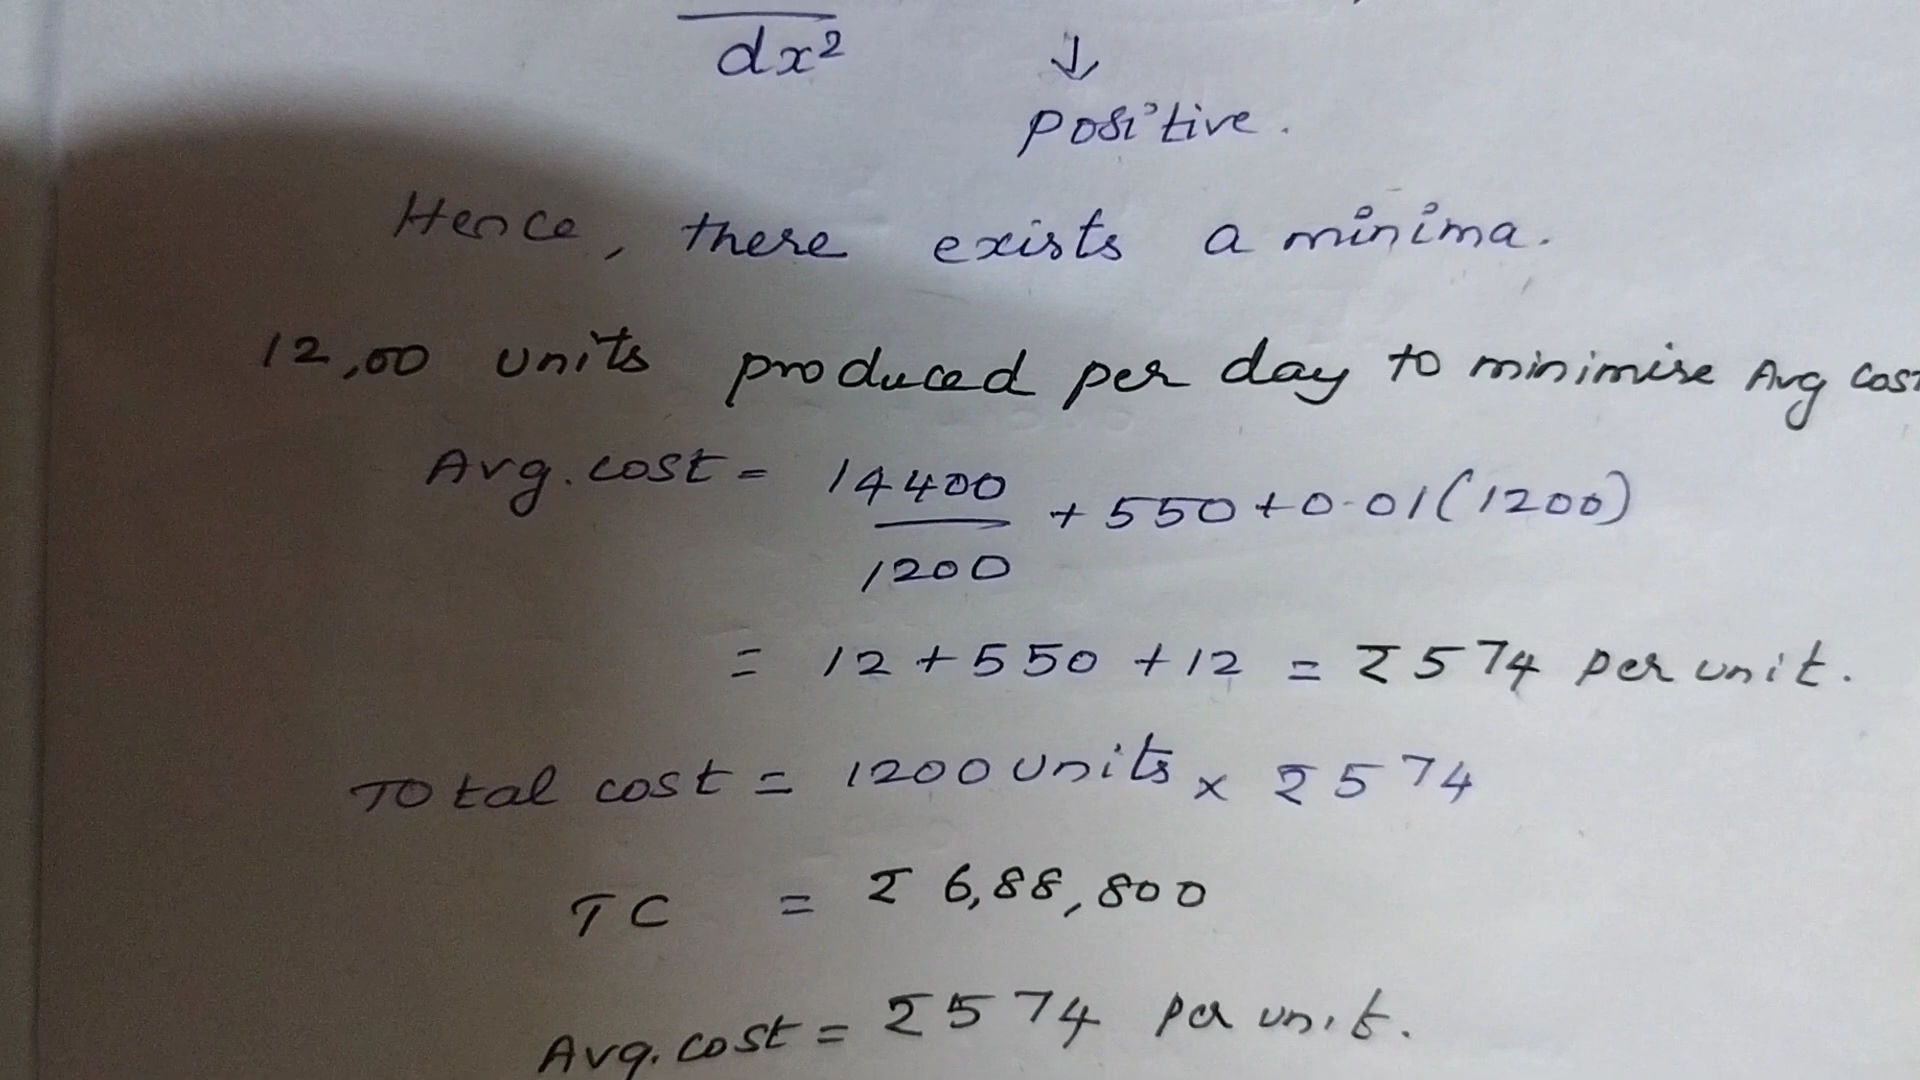 dx²
↓
positive.
Hence, there exists a minima.
12,00 units produced per day to minimise Avg cost
Avg. cost = 14400/1200 + 550 + 0.01(1200)
= 12 + 550 + 12 = ₹574 per unit.
Total cost = 1200 units × ₹574
TC = ₹ 6,88,800
Avg. cost = ₹574 per unit.